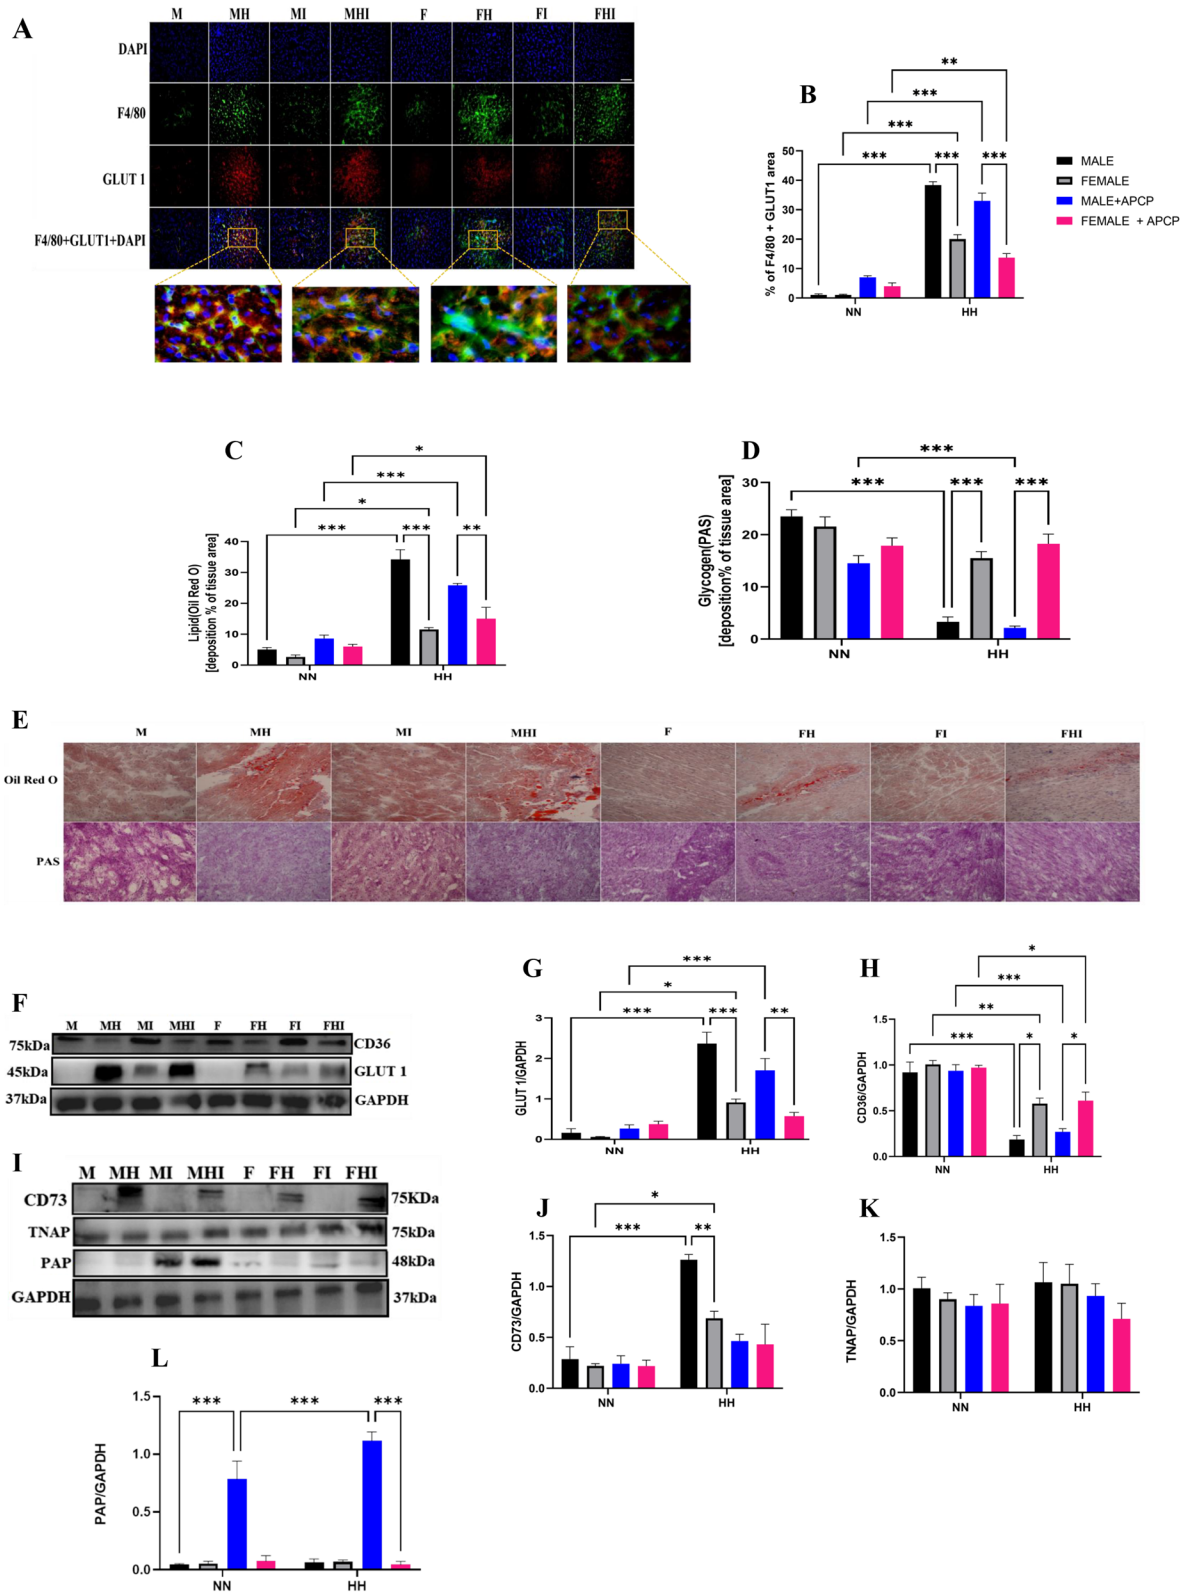 A
M MH MI MHI F FH FI FHI
DAPI
F4/80
GLUT 1
F4/80+GLUT1+DAPI
B
**
***
***
*** *** ***
% of F4/80 + GLUT1 area
50
40
30
20
10
0
NN HH
MALE
FEMALE
MALE+APCP
FEMALE + APCP
C
*
***
*
*** *** **
Lipid(Oil Red O)
[deposition % of tissue area]
40
30
20
10
0
NN HH
D
***
*** *** ***
Glycogen(PAS)
[deposition% of tissue area]
30
20
10
0
NN HH
E
M MH MI MHI F FH FI FHI
Oil Red O
PAS
F
M MH MI MHI F FH FI FHI
75kDa CD36
45kDa GLUT 1
37kDa GAPDH
G
***
*
*** *** **
GLUT 1/GAPDH
3
2
1
0
NN HH
H
*
***
**
*** * *
CD36/GAPDH
1.5
1.0
0.5
0.0
NN HH
I
M MH MI MHI F FH FI FHI
CD73 75KDa
TNAP 75kDa
PAP 48kDa
GAPDH 37kDa
J
*
*** **
CD73/GAPDH
1.5
1.0
0.5
0.0
NN HH
K
TNAP/GAPDH
1.5
1.0
0.5
0.0
NN HH
L
*** *** ***
PAP/GAPDH
1.5
1.0
0.5
0.0
NN HH